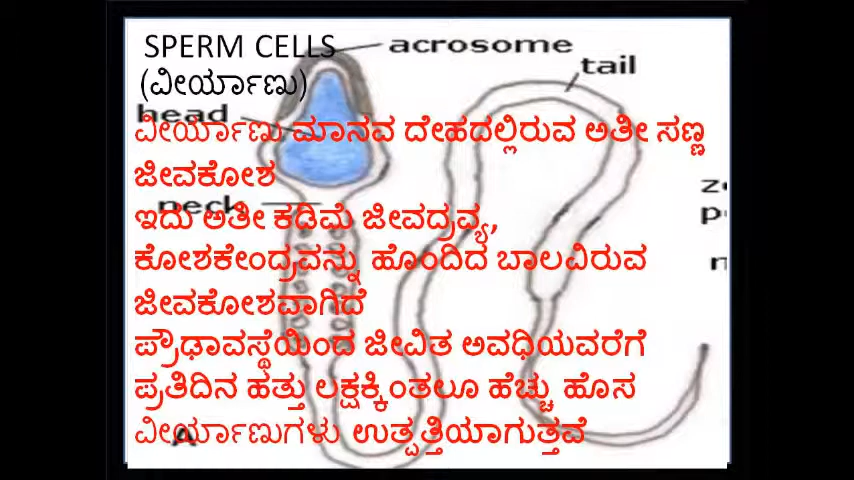 SPERM CELLS
acrosome
tail
(ವೀರ್ಯಾಣು)
head
ವೀರ್ಯಾಣು ಮಾನವ ದೇಹದಲ್ಲಿರುವ ಅತೀ ಸಣ್ಣ
ಜೀವಕೋಶ
neck
ಇದು ಅತೀ ಕಡಿಮೆ ಜೀವದ್ರವ್ಯ,
ಕೋಶಕೇಂದ್ರವನ್ನು ಹೊಂದಿದ ಬಾಲವಿರುವ
ಜೀವಕೋಶವಾಗಿದೆ
ಪ್ರೌಢಾವಸ್ಥೆಯಿಂದ ಜೀವಿತ ಅವಧಿಯವರೆಗೆ
ಪ್ರತಿದಿನ ಹತ್ತು ಲಕ್ಷಕ್ಕಿಂತಲೂ ಹೆಚ್ಚು ಹೊಸ
ವೀರ್ಯಾಣುಗಳು ಉತ್ಪತ್ತಿಯಾಗುತ್ತವೆ
A